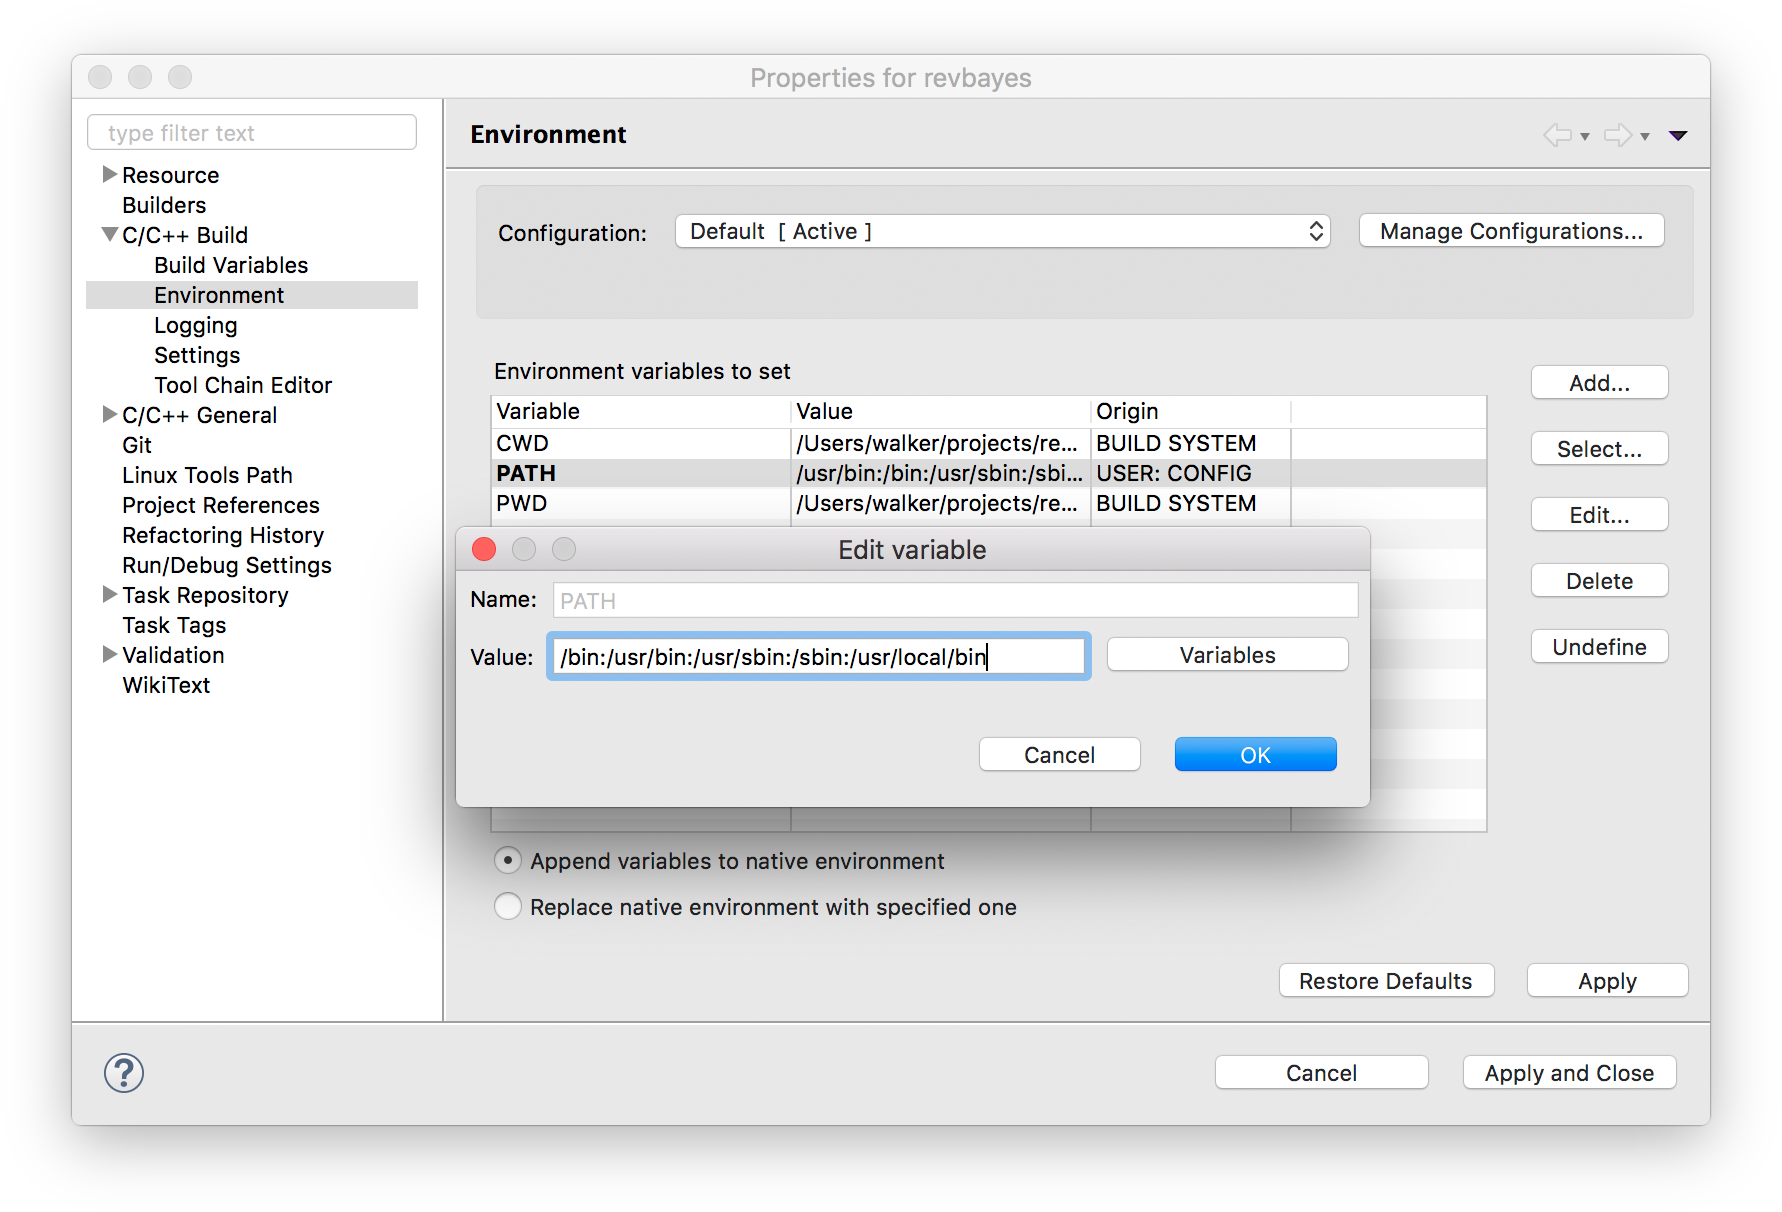 Properties for revbayes
type filter text
Resource
Builders
C/C++ Build
Build Variables
Environment
Logging
Settings
Tool Chain Editor
C/C++ General
Git
Linux Tools Path
Project References
Refactoring History
Run/Debug Settings
Task Repository
Task Tags
Validation
WikiText
Environment
Configuration: Default [ Active ] Manage Configurations...
Environment variables to set
Variable Value Origin
CWD /Users/walker/projects/re... BUILD SYSTEM
PATH /usr/bin:/bin:/usr/sbin:/sbi... USER: CONFIG
PWD /Users/walker/projects/re... BUILD SYSTEM
Add...
Select...
Edit...
Delete
Undefine
Edit variable
Name: PATH
Value: /bin:/usr/bin:/usr/sbin:/sbin:/usr/local/bin Variables
Cancel OK
Append variables to native environment
Replace native environment with specified one
Restore Defaults Apply
? Cancel Apply and Close